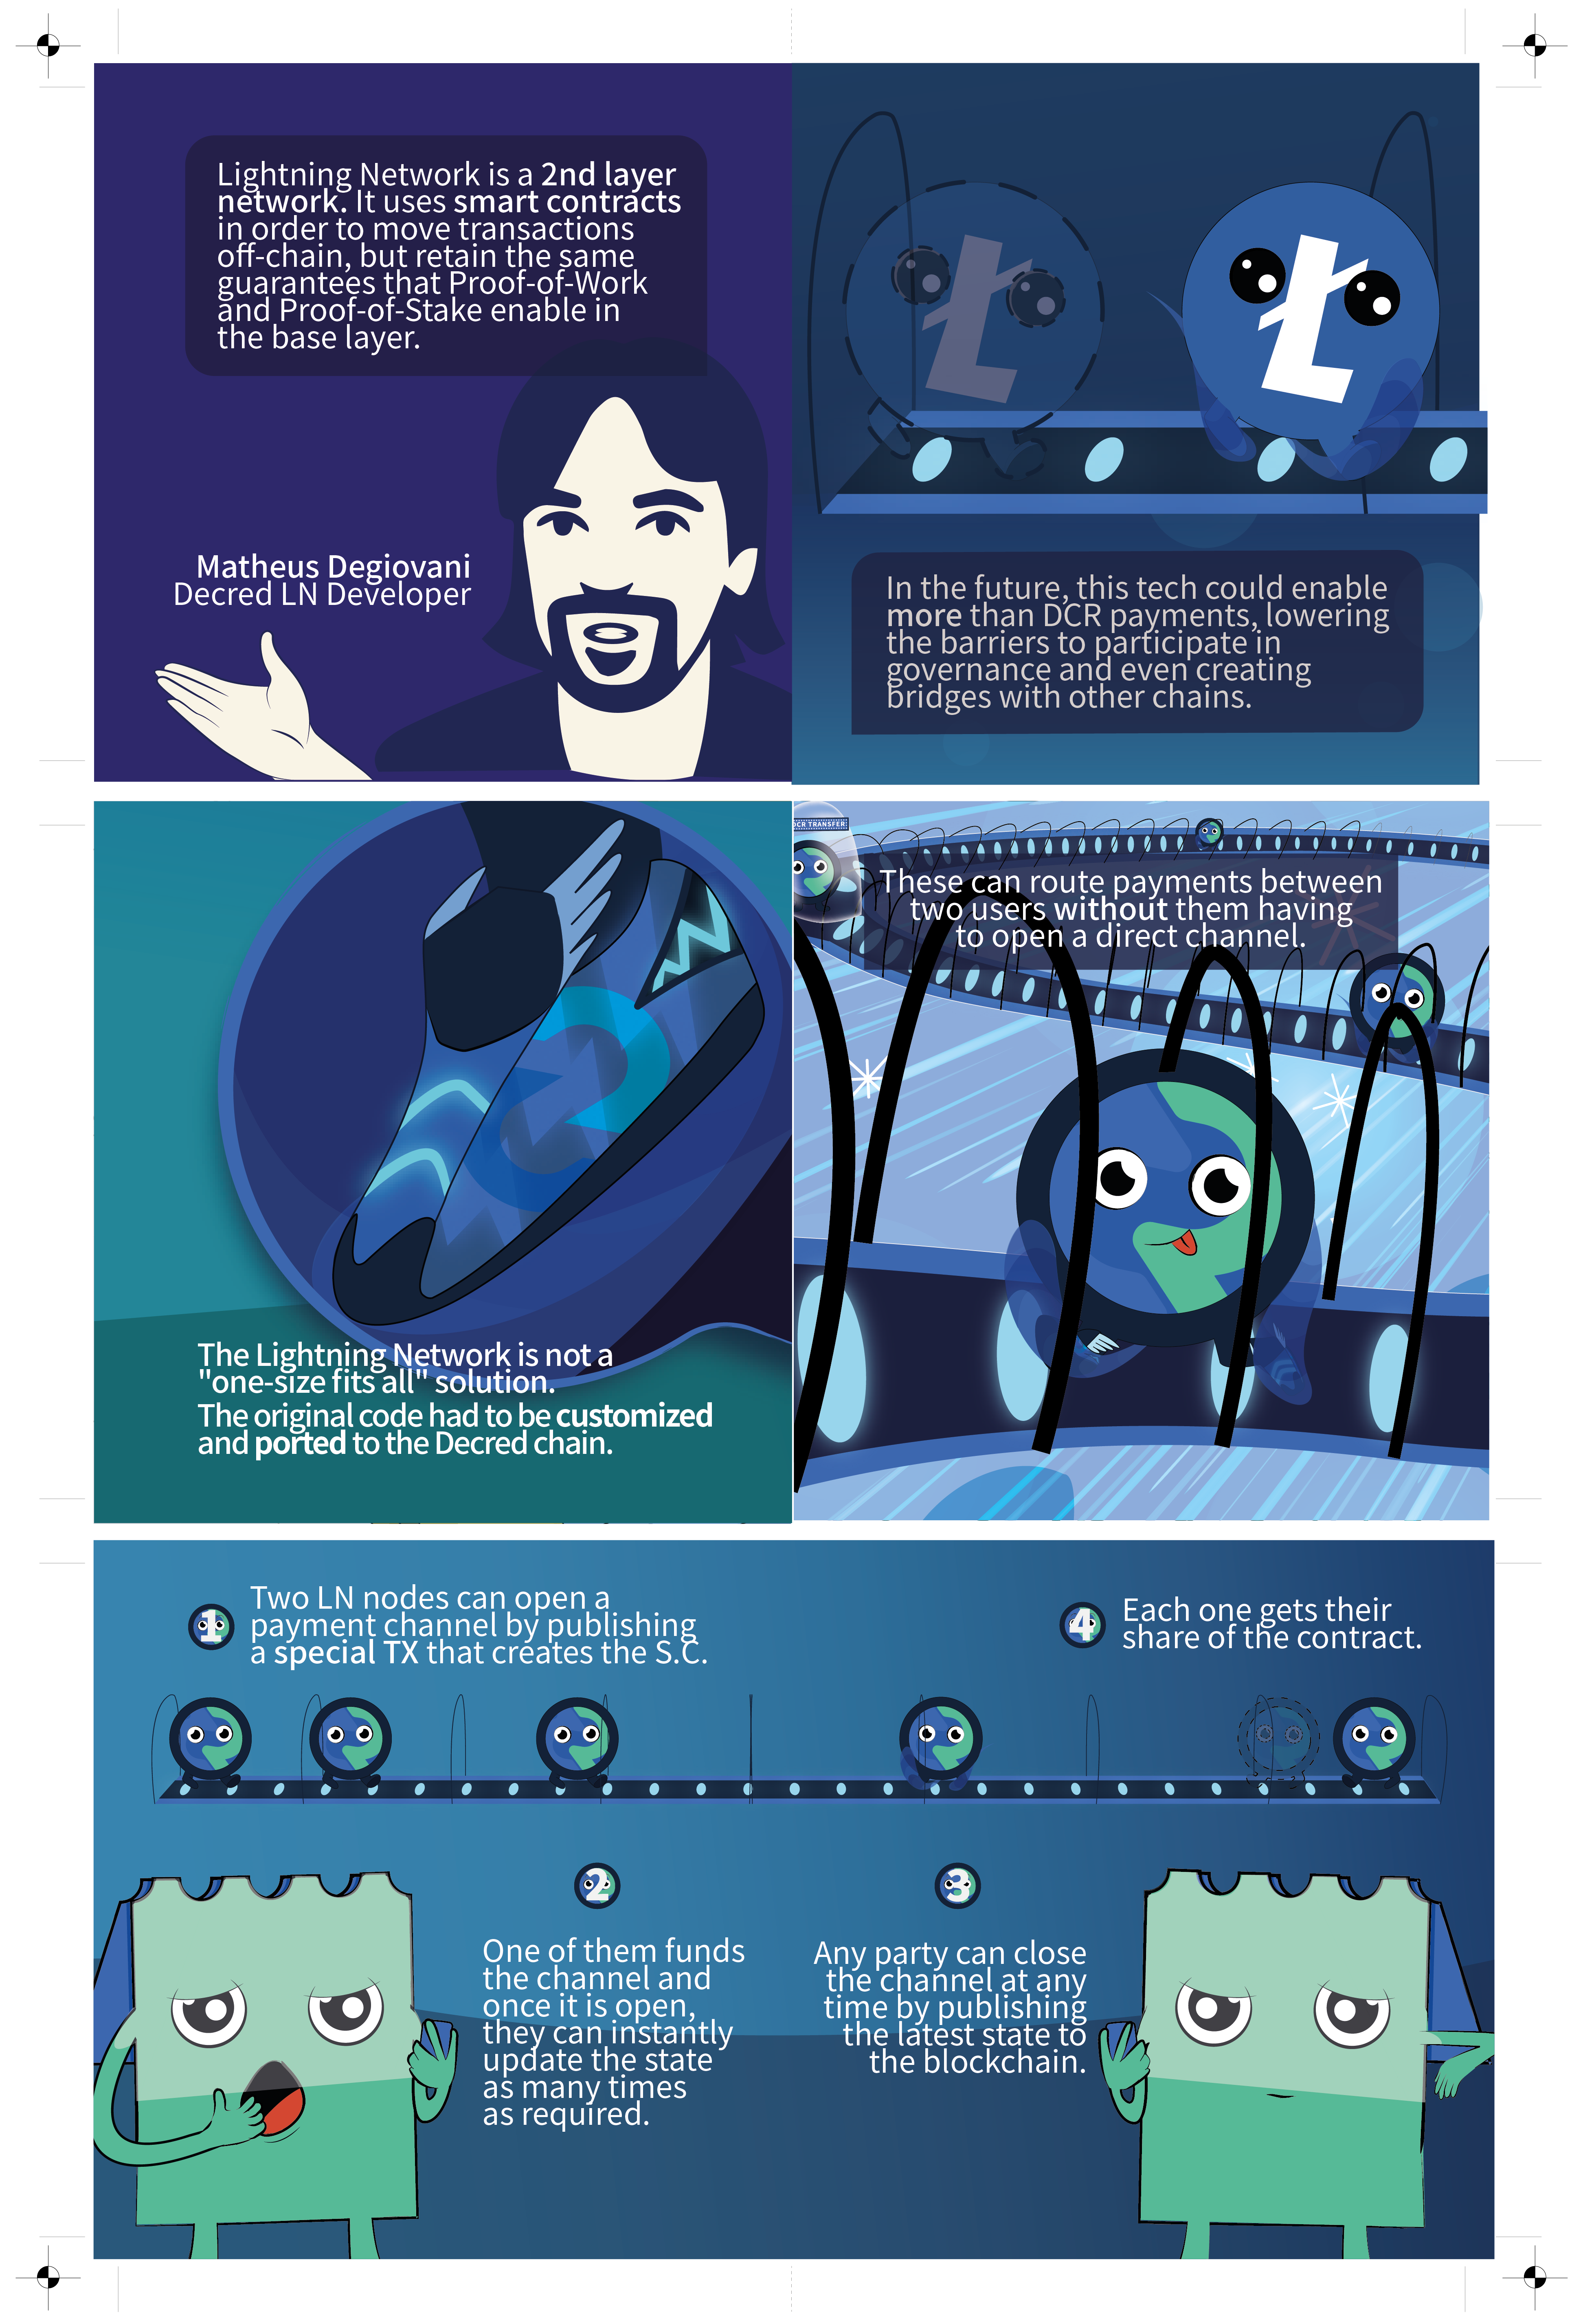 Lightning Network is a 2nd layer
network. It uses smart contracts
in order to move transactions
off-chain, but retain the same
guarantees that Proof-of-Work
and Proof-of-Stake enable in
the base layer.
Matheus Degiovani
Decred LN Developer
Ł
Ł
In the future, this tech could enable
more than DCR payments, lowering
the barriers to participate in
governance and even creating
bridges with other chains.
The Lightning Network is not a
"one-size fits all" solution.
The original code had to be customized
and ported to the Decred chain.
DCR TRANSFER
These can route payments between
two users without them having
to open a direct channel.
1
Two LN nodes can open a
payment channel by publishing
a special TX that creates the S.C.
4
Each one gets their
share of the contract.
2
One of them funds
the channel and
once it is open,
they can instantly
update the state
as many times
as required.
3
Any party can close
the channel at any
time by publishing
the latest state to
the blockchain.